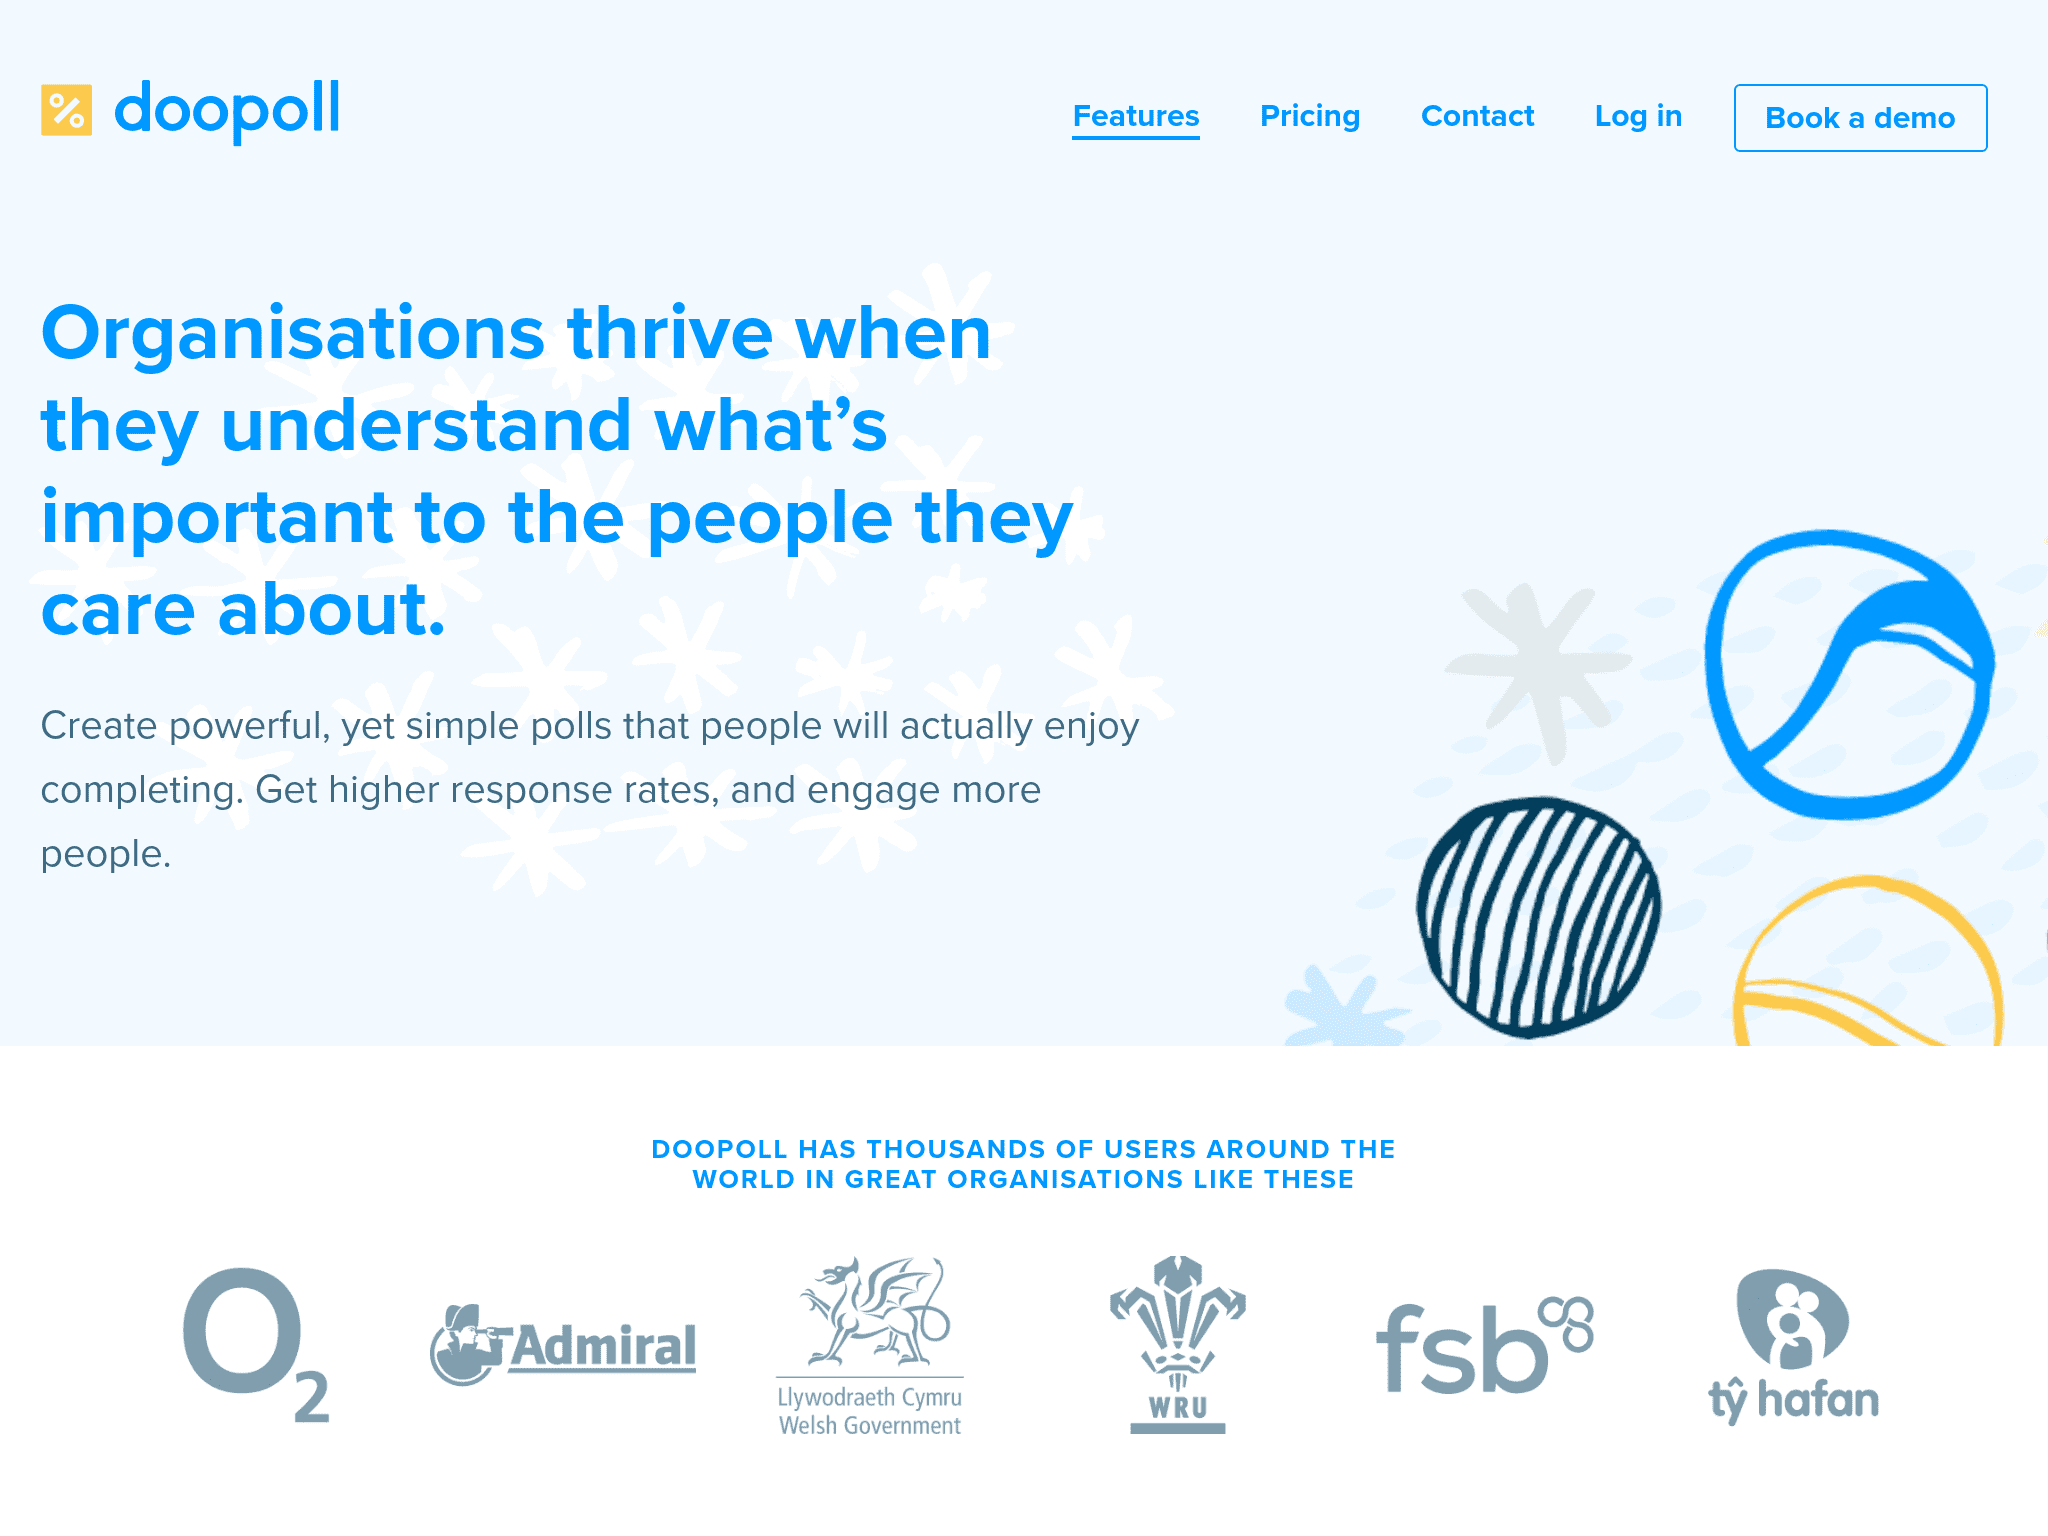 % doopoll
Features Pricing Contact Log in Book a demo
Organisations thrive when
they understand what’s
important to the people they
care about.
Create powerful, yet simple polls that people will actually enjoy
completing. Get higher response rates, and engage more
people.
DOOPOLL HAS THOUSANDS OF USERS AROUND THE
WORLD IN GREAT ORGANISATIONS LIKE THESE
O2
Admiral
Llywodraeth Cymru
Welsh Government
WRU
fsb
tŷ hafan